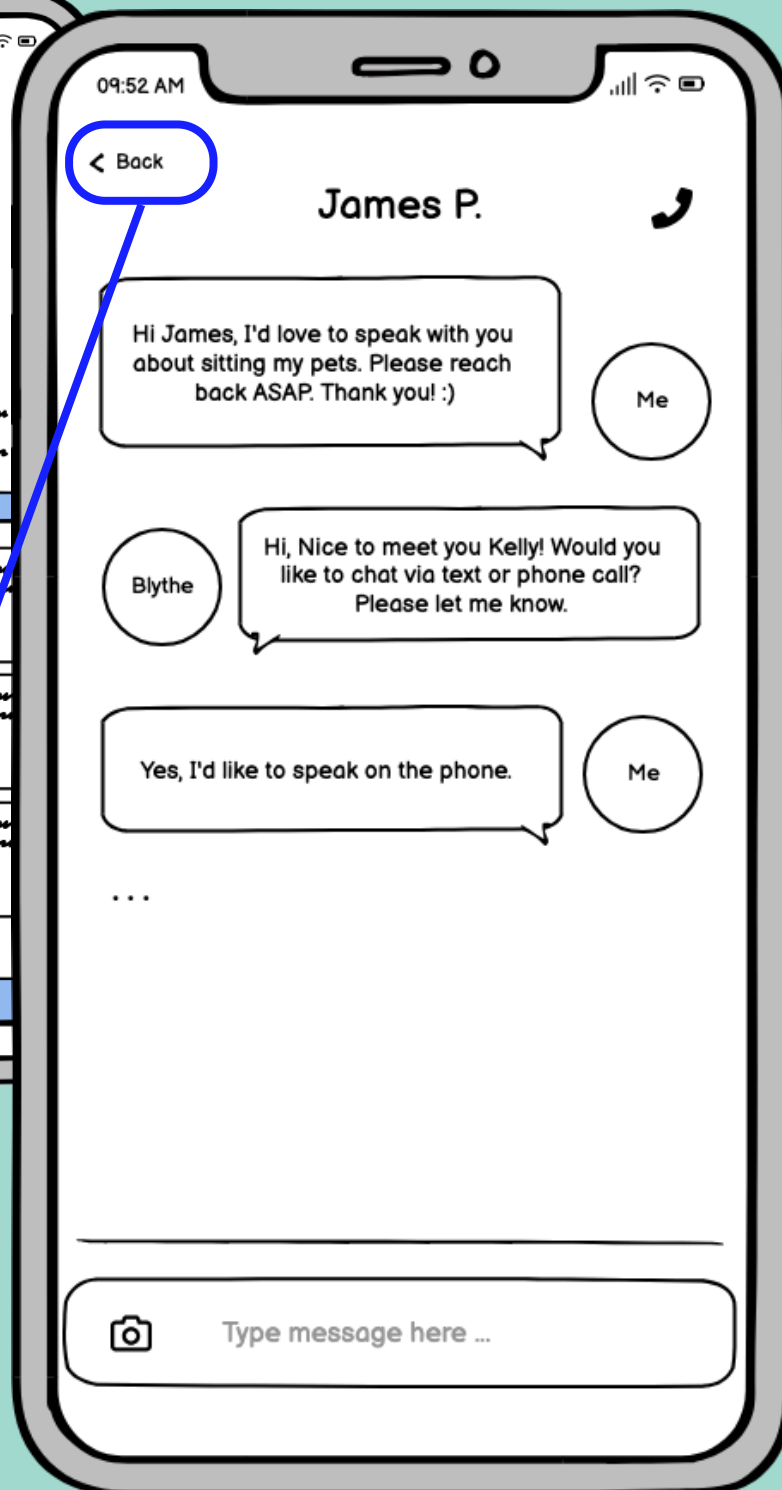 09:52 AM
Back
James P.
Hi James, I'd love to speak with you
about sitting my pets. Please reach
back ASAP. Thank you! :)
Me
Hi, Nice to meet you Kelly! Would you
like to chat via text or phone call?
Please let me know.
Blythe
Yes, I'd like to speak on the phone.
Me
...
Type message here ...